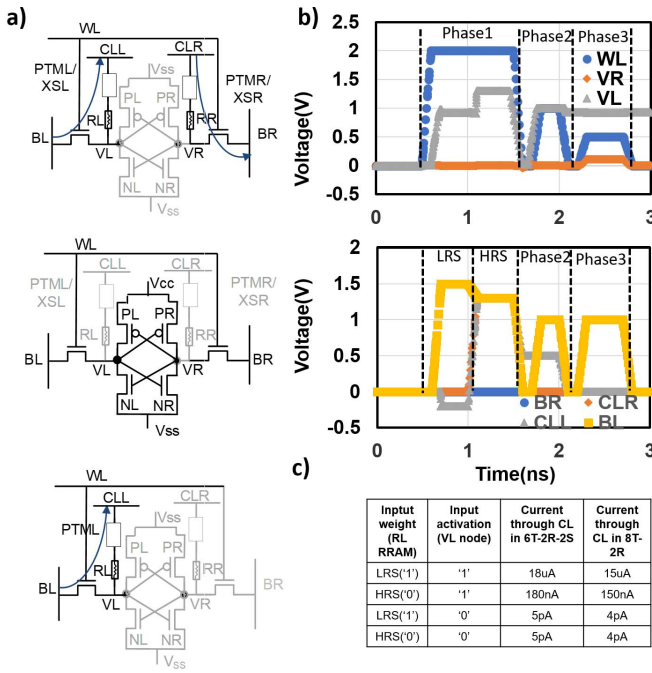 a)
WL
CLL
CLR
PTML/
XSL
Vss
PTMR/
XSR
PL
PR
RL
RR
BL
BR
VL
VR
NL
NR
VSS
PTML/
XSL
WL
CLL
CLR
PTMR/
XSR
Vcc
PL
PR
RL
RR
BL
BR
VL
VR
NL
NR
Vss
WL
CLL
CLR
PTML
Vss
PL
PR
RL
RR
BL
BR
VL
VR
NL
NR
VSS
b)
Voltage(V)
2.5
2
1.5
1
0.5
0
-0.5
Phase1
Phase2
Phase3
WL
VR
VL
0
1
2
3
Voltage(V)
2
1.5
1
0.5
0
-0.5
LRS
HRS
Phase2
Phase3
BR
CLR
CLL
BL
0
1
2
3
Time(ns)
c)
Input weight (RL RRAM) Input activation (VL node) Current through CL in 6T-2R-2S Current through CL in 8T-2R
LRS('1') '1' 18uA 15uA
HRS('0') '1' 180nA 150nA
LRS('1') '0' 5pA 4pA
HRS('0') '0' 5pA 4pA